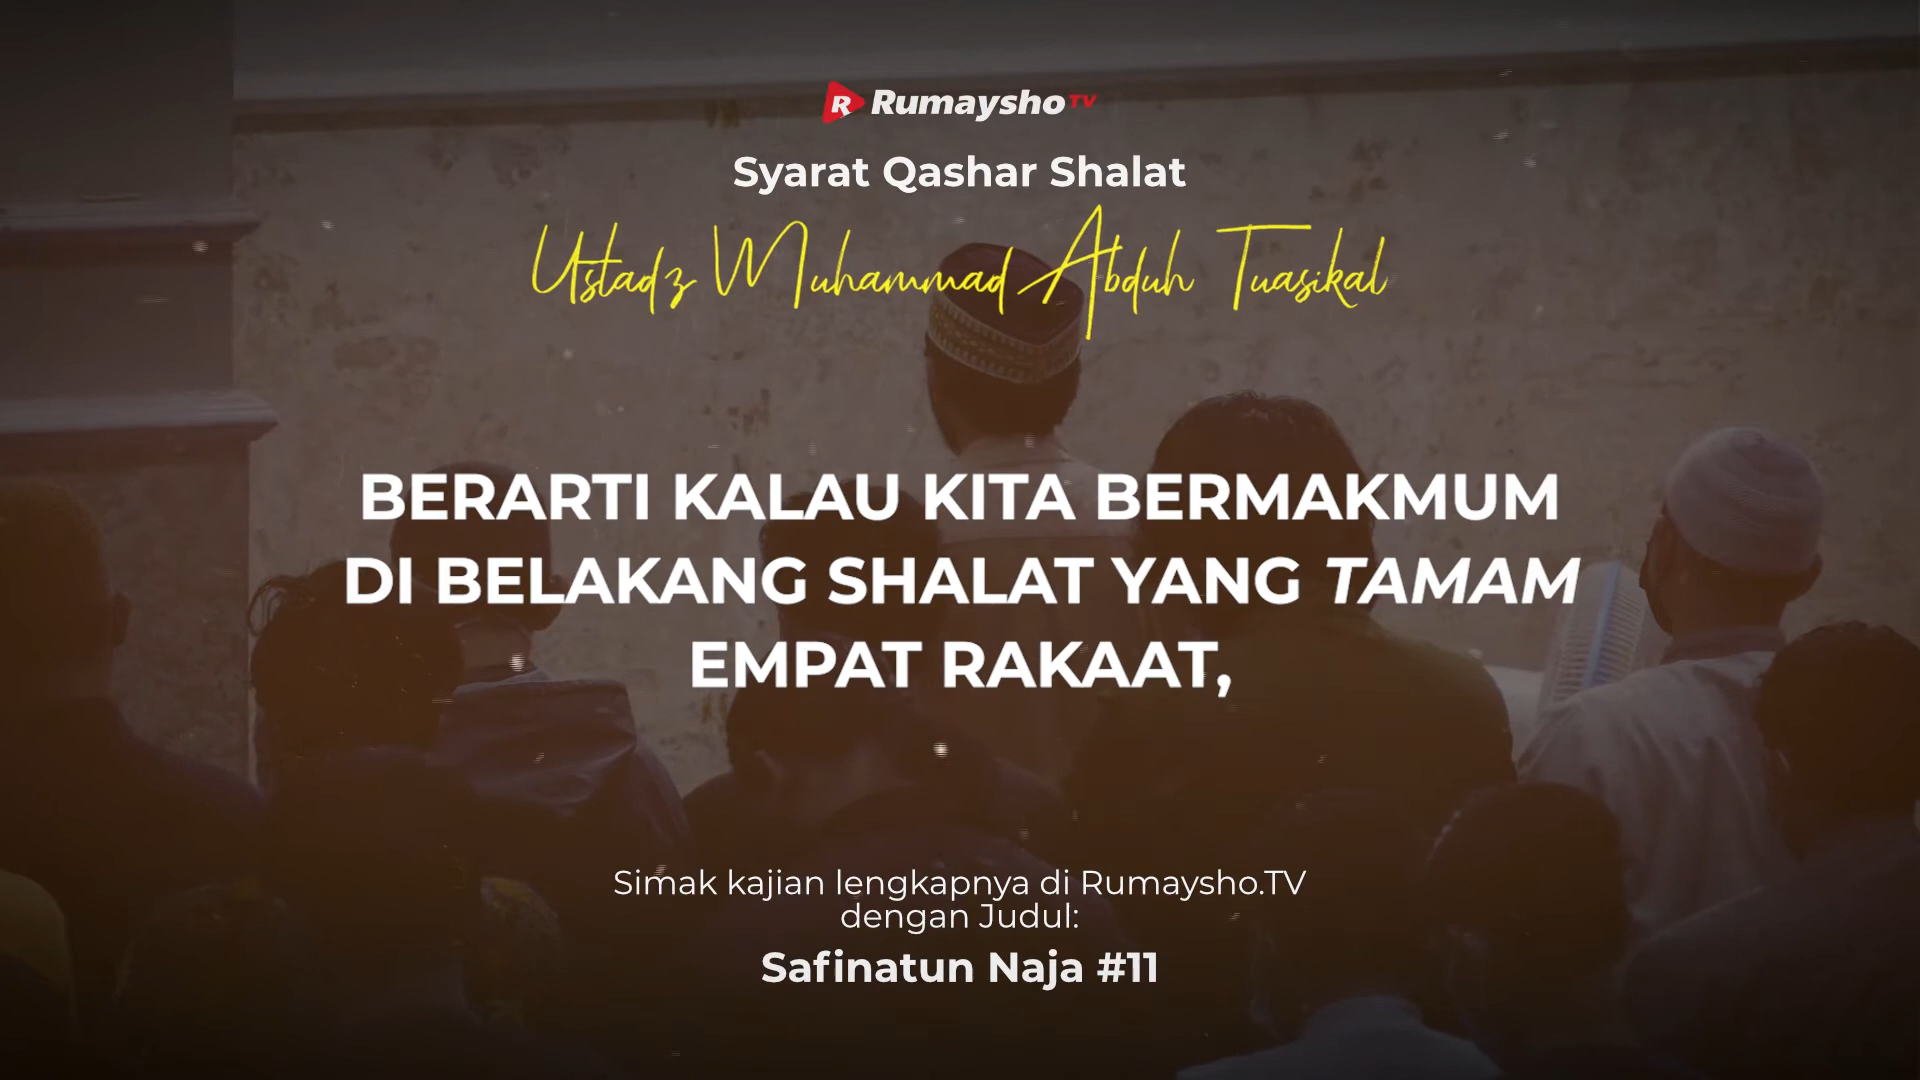 R Rumaysho TV
Syarat Qashar Shalat
Ustadz Muhammad Abduh Tuasikal
BERARTI KALAU KITA BERMAKMUM
DI BELAKANG SHALAT YANG TAMAM
EMPAT RAKAAT,
Simak kajian lengkapnya di Rumaysho.TV
dengan Judul:
Safinatun Naja #11